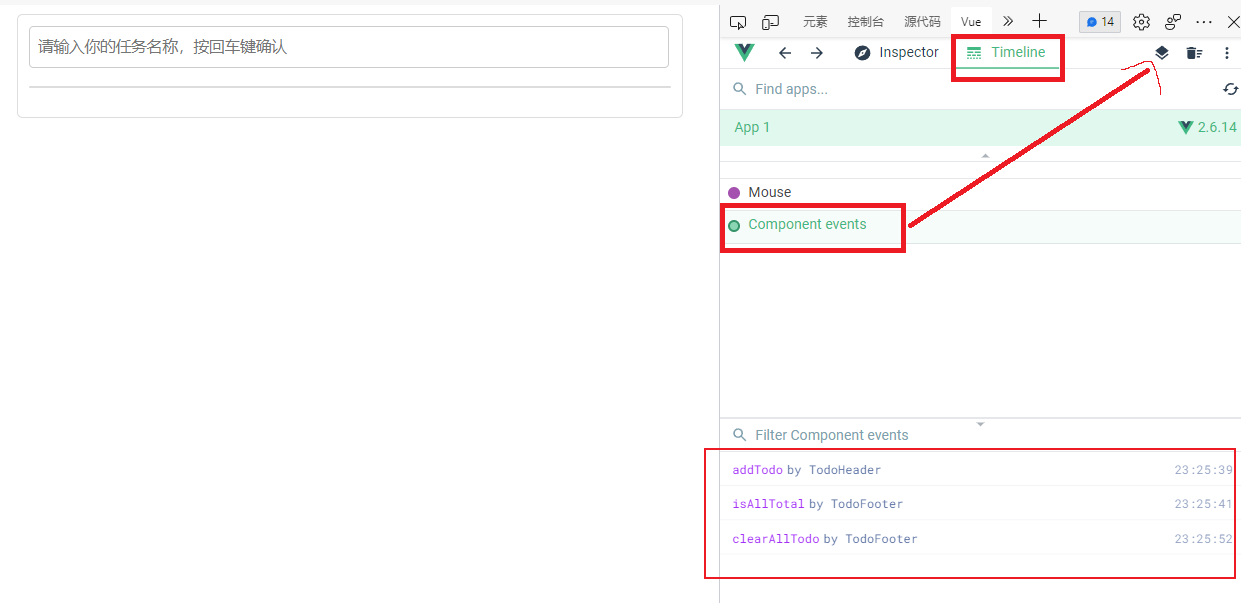 请输入你的任务名称，按回车键确认
元素 控制台 源代码 Vue 14
Inspector Timeline
Find apps...
App 1 2.6.14
Mouse
Component events
Filter Component events
addTodo by TodoHeader 23:25:39
isAllTotal by TodoFooter 23:25:41
clearAllTodo by TodoFooter 23:25:52